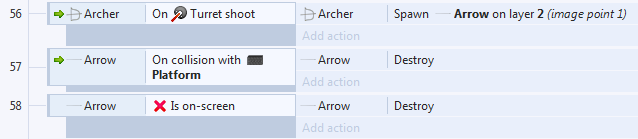 56 Archer On Turret shoot Archer Spawn Arrow on layer 2 (image point 1)
Add action
57 Arrow On collision with Platform Arrow Destroy
Add action
58 Arrow Is on-screen Arrow Destroy
Add action